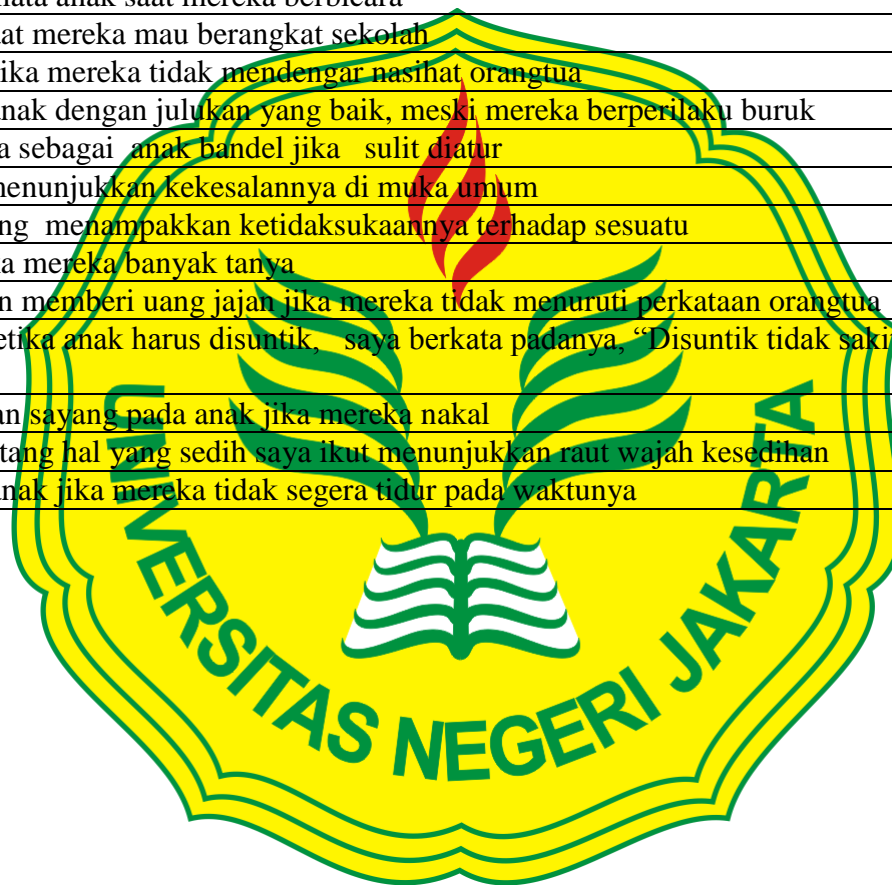 mata anak saat mereka berbicara
at mereka mau berangkat sekolah
ika mereka tidak mendengar nasihat orangtua
anak dengan julukan yang baik, meski mereka berperilaku buruk
a sebagai anak bandel jika sulit diatur
menunjukkan kekesalannya di muka umum
ng menampakkan ketidaksukaannya terhadap sesuatu
a mereka banyak tanya
n memberi uang jajan jika mereka tidak menuruti perkataan orangtua
etika anak harus disuntik, saya berkata padanya, “Disuntik tidak saki
an sayang pada anak jika mereka nakal
tang hal yang sedih saya ikut menunjukkan raut wajah kesedihan
anak jika mereka tidak segera tidur pada waktunya
UNIVERSITAS NEGERI JAKARTA